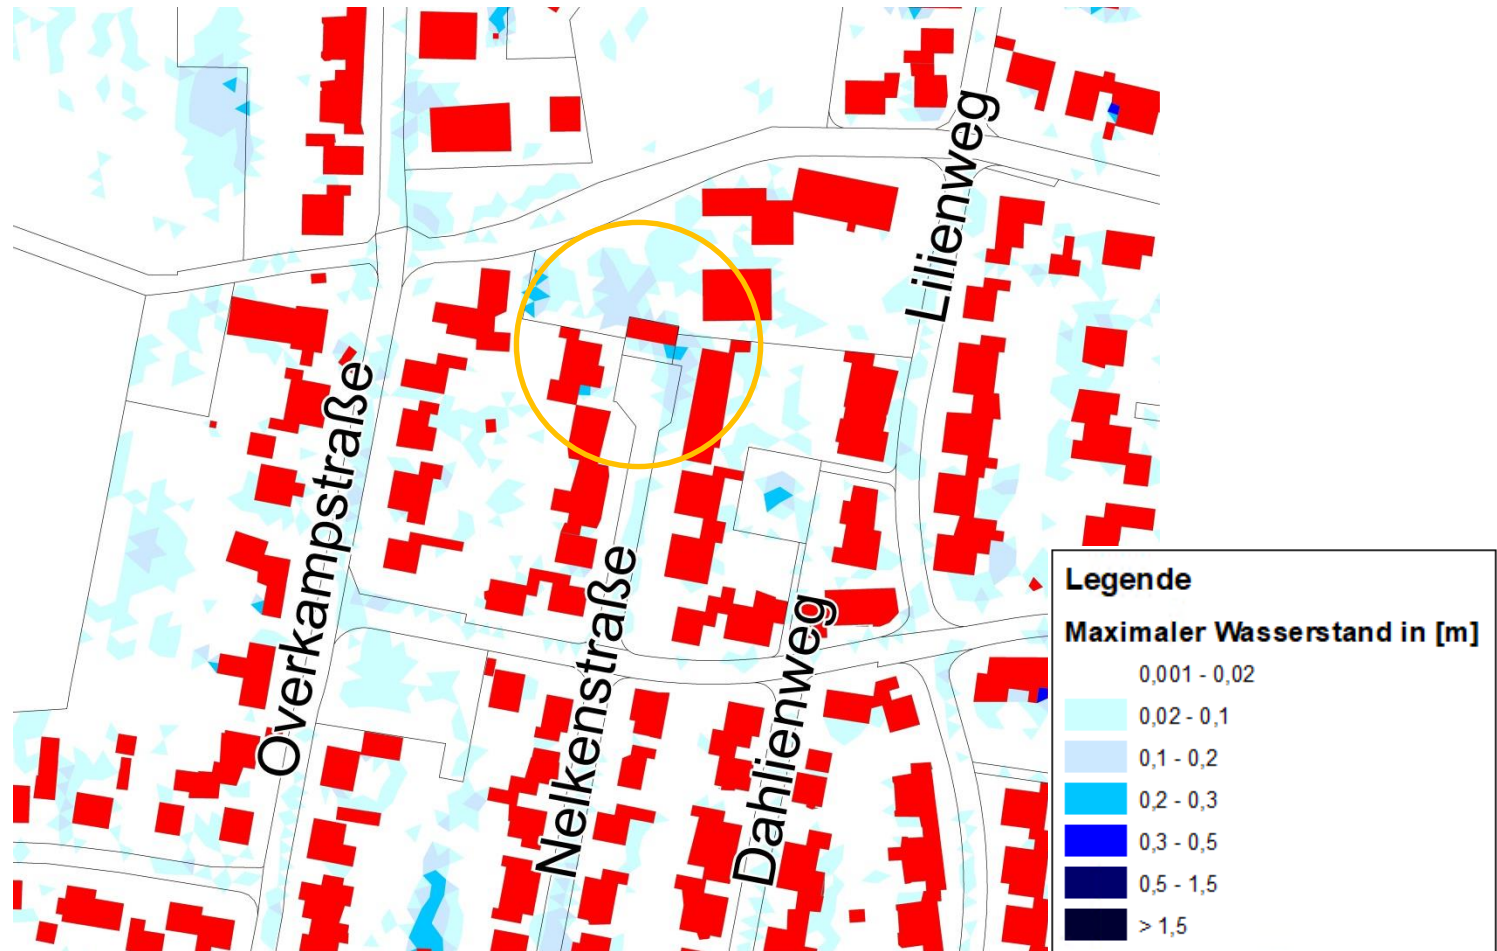 Lilienweg
Overkampstraße
Nelkenstraße
Dahlienweg
Legende
Maximaler Wasserstand in [m]
0,001 - 0,02
0,02 - 0,1
0,1 - 0,2
0,2 - 0,3
0,3 - 0,5
0,5 - 1,5
> 1,5